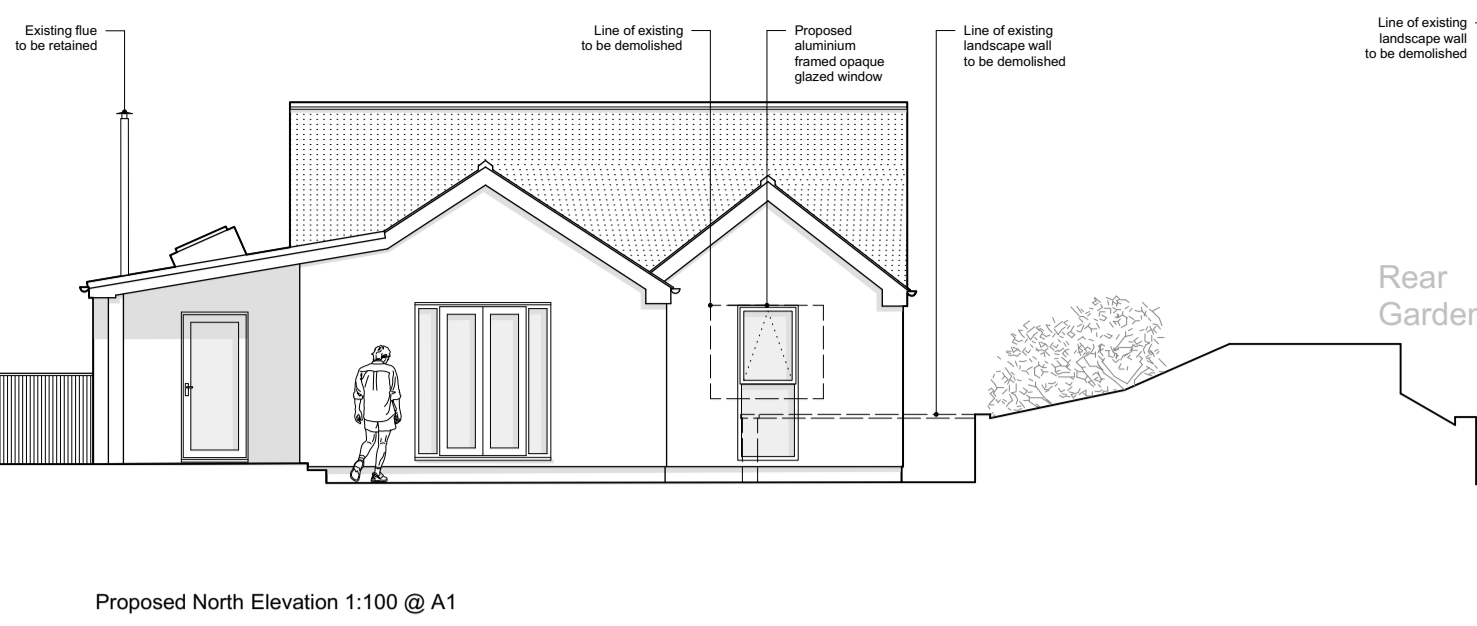 Existing flue
to be retained
Line of existing
to be demolished
Proposed
aluminium
framed opaque
glazed window
Line of existing
landscape wall
to be demolished
Line of existing
landscape wall
to be demolished
Rear
Garden
Proposed North Elevation 1:100 @ A1